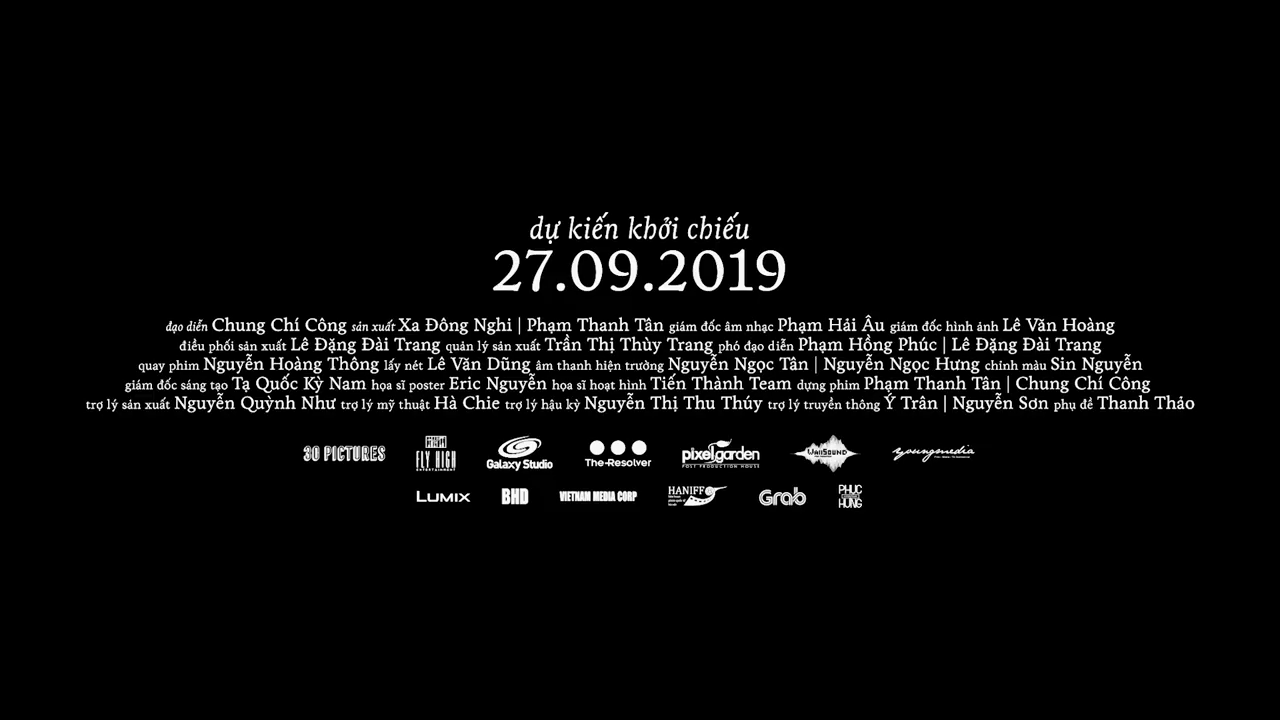 dự kiến khởi chiếu
27.09.2019
đạo diễn Chung Chí Công sản xuất Xa Đông Nghi | Phạm Thanh Tân giám đốc âm nhạc Phạm Hải Âu giám đốc hình ảnh Lê Văn Hoàng
điều phối sản xuất Lê Đặng Đài Trang quản lý sản xuất Trần Thị Thùy Trang phó đạo diễn Phạm Hồng Phúc | Lê Đặng Đài Trang
quay phim Nguyễn Hoàng Thông lấy nét Lê Văn Dũng âm thanh hiện trường Nguyễn Ngọc Tân | Nguyễn Ngọc Hưng chỉnh màu Sin Nguyễn
giám đốc sáng tạo Tạ Quốc Kỳ Nam họa sĩ poster Eric Nguyễn họa sĩ hoạt hình Tiến Thành Team dựng phim Phạm Thanh Tân | Chung Chí Công
trợ lý sản xuất Nguyễn Quỳnh Như trợ lý mỹ thuật Hà Chie trợ lý hậu kỳ Nguyễn Thị Thu Thúy trợ lý truyền thông Ý Trân | Nguyễn Sơn phụ đề Thanh Thảo
30 PICTURES FLY HIGH ENTERTAINMENT Galaxy Studio The-Resolver pixelgarden POST PRODUCTION HOUSE WallSound youngmedia
LUMIX BHD VIETNAM MEDIA CORP HANIFF Grab PHỤC HƯNG